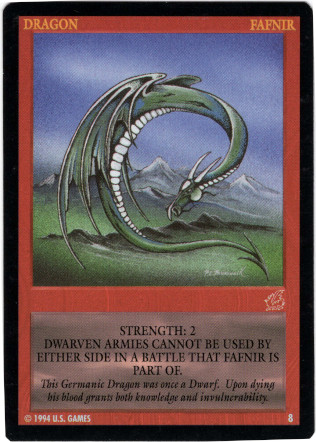 DRAGON FAFNIR
STRENGTH: 2
DWARVEN ARMIES CANNOT BE USED BY
EITHER SIDE IN A BATTLE THAT FAFNIR IS
PART OF.
This Germanic Dragon was once a Dwarf. Upon dying
his blood grants both knowledge and invulnerability.
© 1994 U.S. GAMES 8